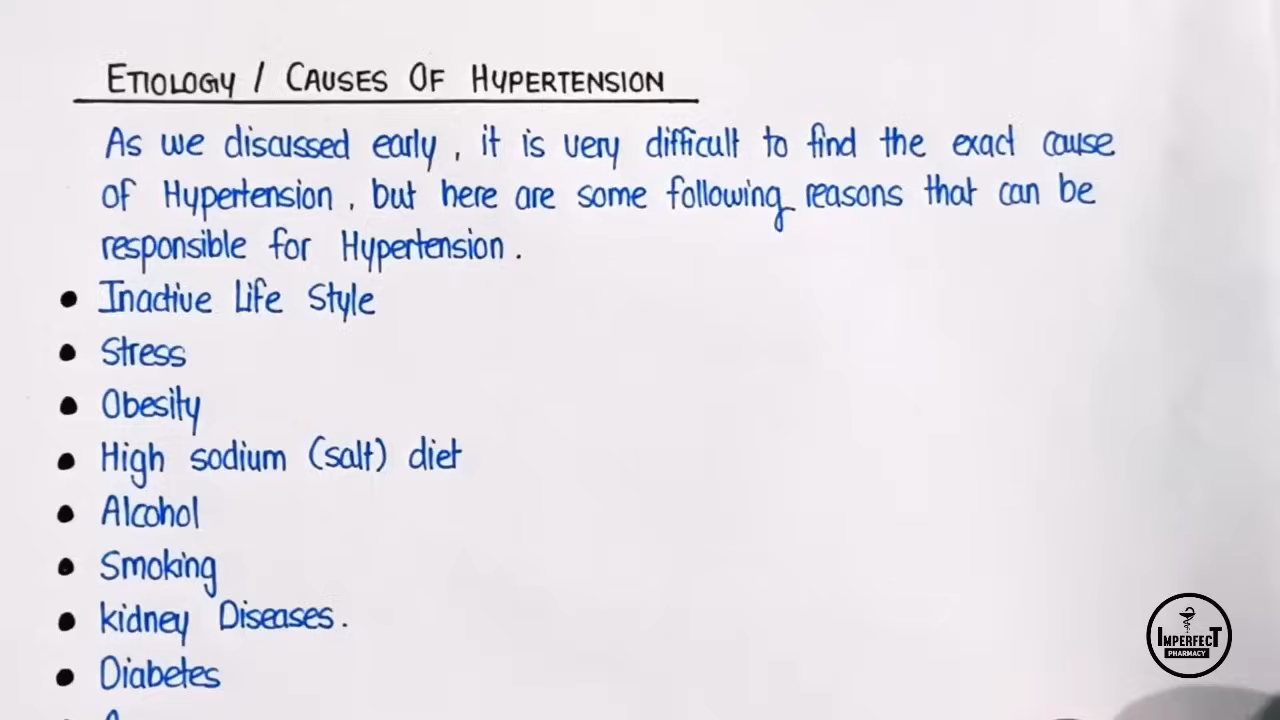 ETIOLOGY / CAUSES OF HYPERTENSION
As we discussed early, it is very difficult to find the exact cause
of Hypertension, but here are some following reasons that can be
responsible for Hypertension.
• Inactive Life Style
• Stress
• Obesity
• High sodium (salt) diet
• Alcohol
• Smoking
• kidney Diseases.
• Diabetes
IMPERFECT
PHARMACY